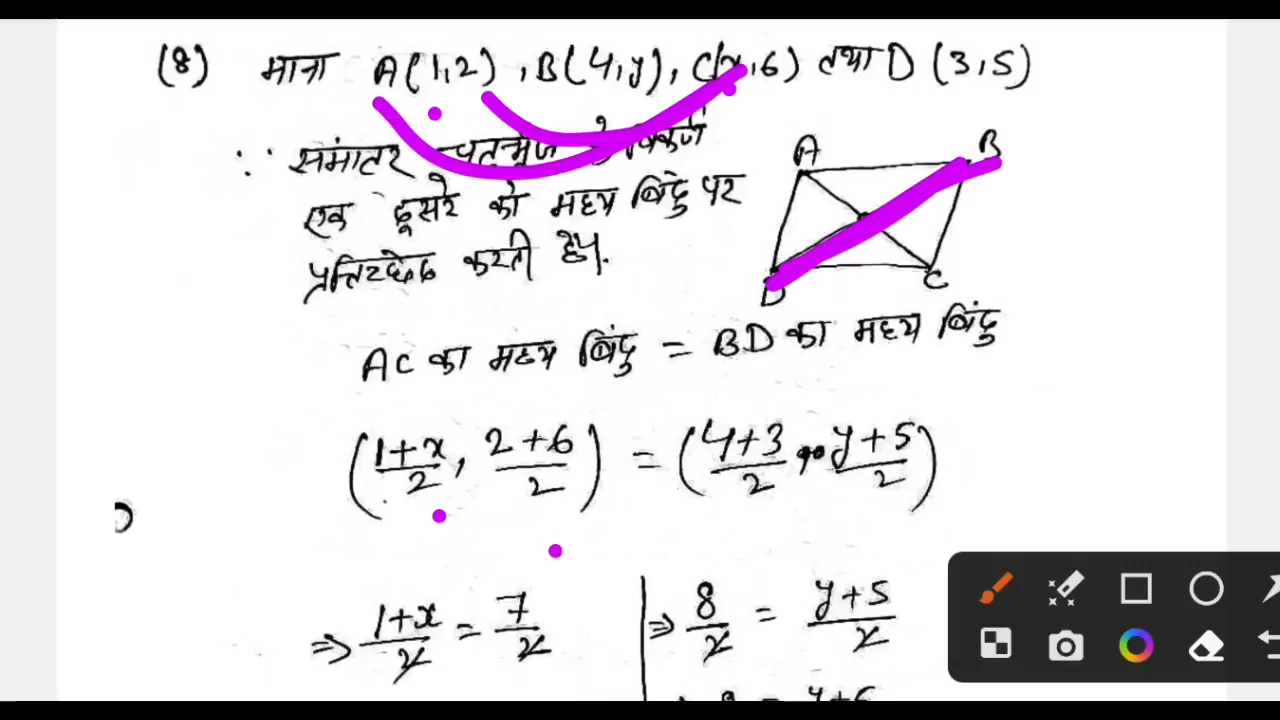 (8) माना A(1,2), B(4,y), C(x,6) तथा D (3,5)
∵ समांतर चतुर्भुज के विकर्ण
एक दूसरे को मध्य बिंदु पर
प्रतिच्छेद करती है।
A B
D C
AC का मध्य बिंदु = BD का मध्य बिंदु
(1+x/2, 2+6/2) = (4+3/2, y+5/2)
⇒ 1+x/2 = 7/2 | ⇒ 8/2 = y+5/2